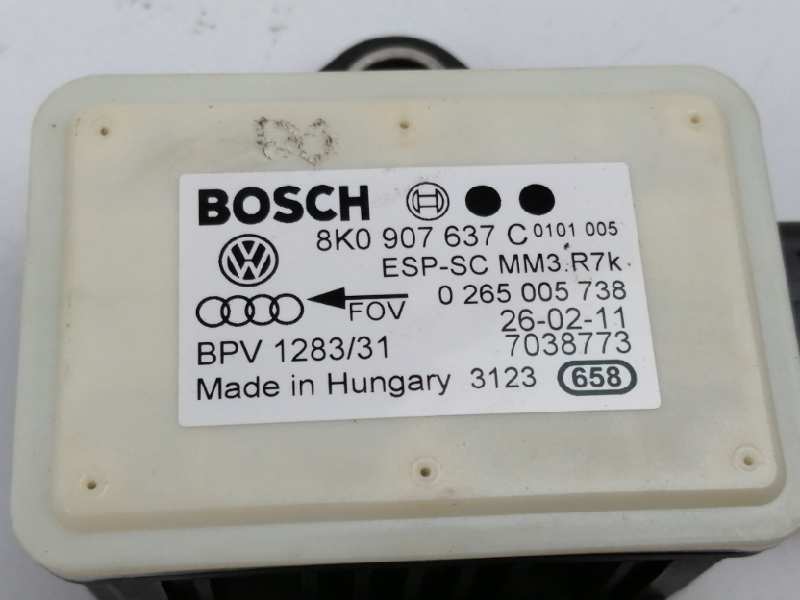 BOSCH
8K0 907 637 C 0101 005
ESP-SC MM3.R7k
FOV 0 265 005 738
26-02-11
BPV 1283/31 7038773
Made in Hungary 3123 658